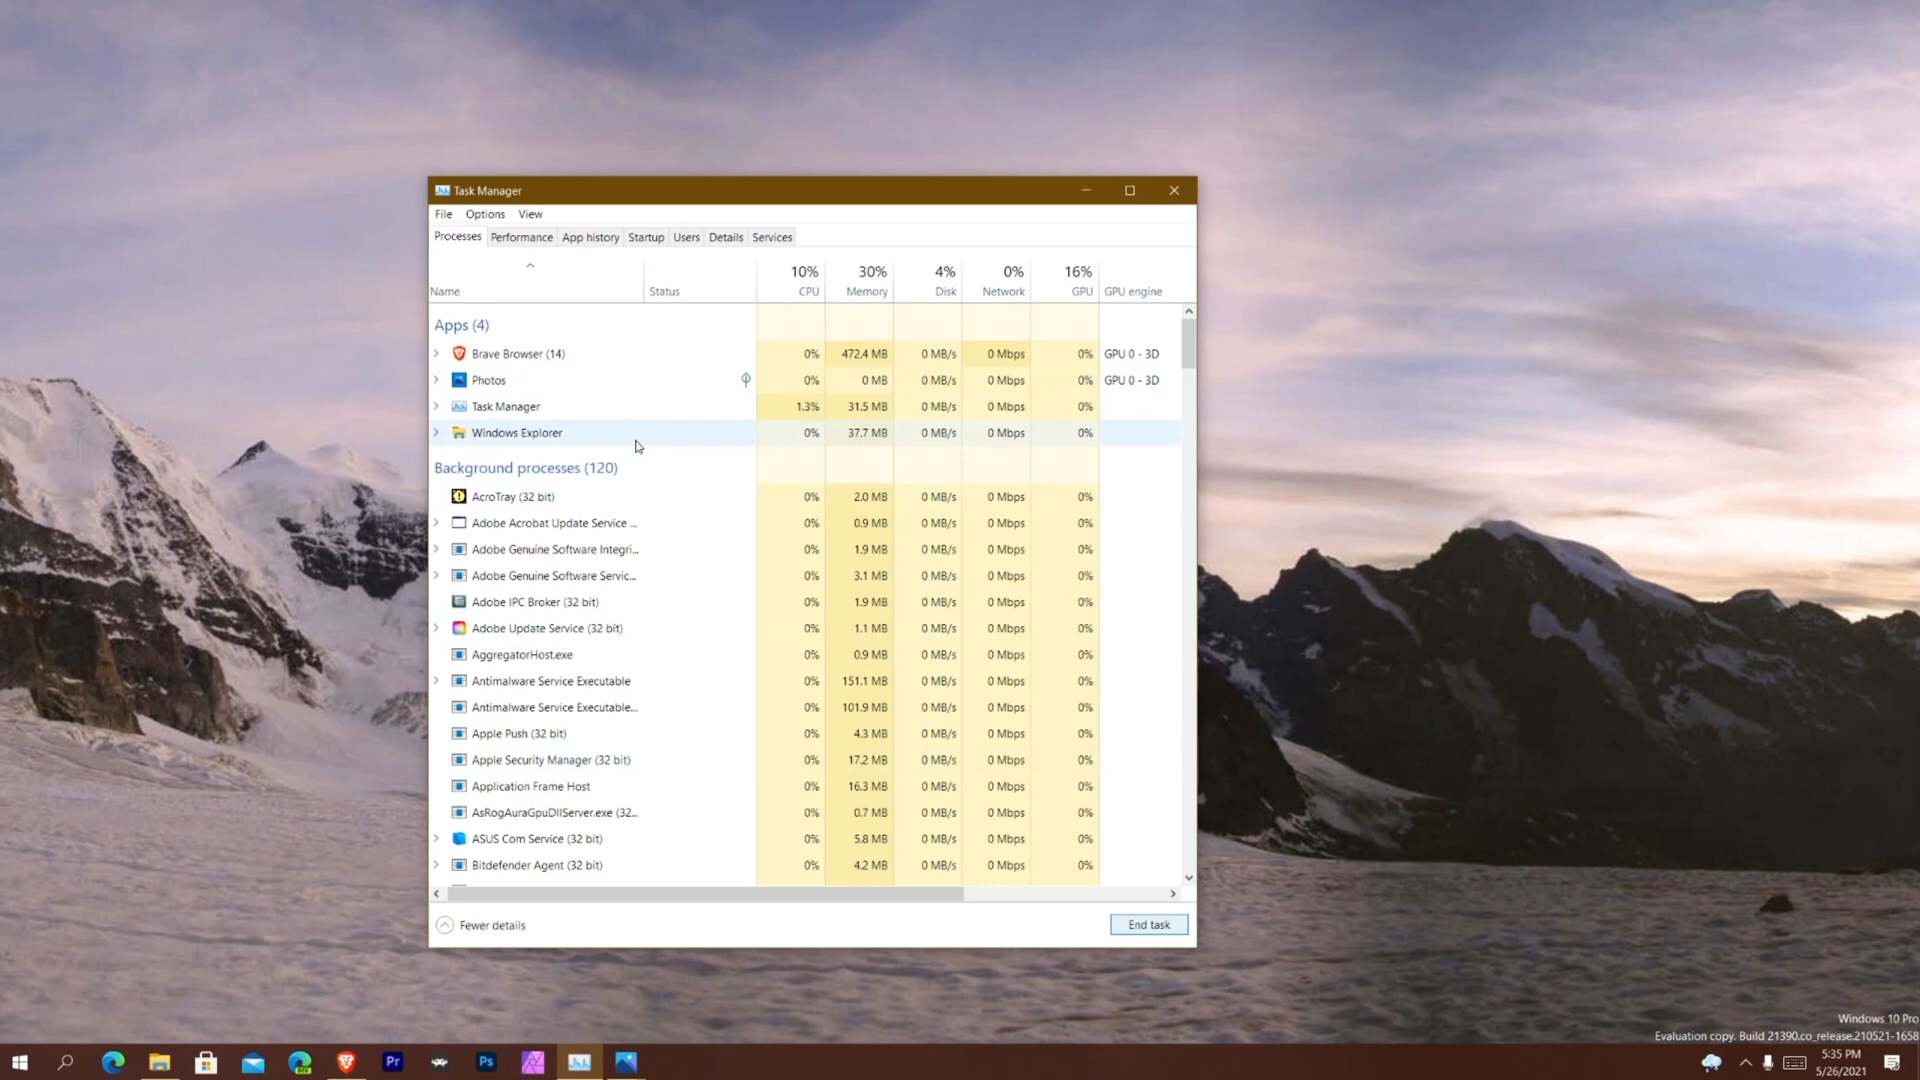 Task Manager
File Options View
Processes Performance App history Startup Users Details Services
10% 30% 4% 0% 16%
Name Status CPU Memory Disk Network GPU GPU engine
Apps (4)
Brave Browser (14) 0% 472.4 MB 0 MB/s 0 Mbps 0% GPU 0 - 3D
Photos 0% 0 MB 0 MB/s 0 Mbps 0% GPU 0 - 3D
Task Manager 1.3% 31.5 MB 0 MB/s 0 Mbps 0%
Windows Explorer 0% 37.7 MB 0 MB/s 0 Mbps 0%
Background processes (120)
AcroTray (32 bit) 0% 2.0 MB 0 MB/s 0 Mbps 0%
Adobe Acrobat Update Service ... 0% 0.9 MB 0 MB/s 0 Mbps 0%
Adobe Genuine Software Integri... 0% 1.9 MB 0 MB/s 0 Mbps 0%
Adobe Genuine Software Servic... 0% 3.1 MB 0 MB/s 0 Mbps 0%
Adobe IPC Broker (32 bit) 0% 1.9 MB 0 MB/s 0 Mbps 0%
Adobe Update Service (32 bit) 0% 1.1 MB 0 MB/s 0 Mbps 0%
AggregatorHost.exe 0% 0.9 MB 0 MB/s 0 Mbps 0%
Antimalware Service Executable 0% 151.1 MB 0 MB/s 0 Mbps 0%
Antimalware Service Executable... 0% 101.9 MB 0 MB/s 0 Mbps 0%
Apple Push (32 bit) 0% 4.3 MB 0 MB/s 0 Mbps 0%
Apple Security Manager (32 bit) 0% 17.2 MB 0 MB/s 0 Mbps 0%
Application Frame Host 0% 16.3 MB 0 MB/s 0 Mbps 0%
AsRogAuraGpuDllServer.exe (32... 0% 0.7 MB 0 MB/s 0 Mbps 0%
ASUS Com Service (32 bit) 0% 5.8 MB 0 MB/s 0 Mbps 0%
Bitdefender Agent (32 bit) 0% 4.2 MB 0 MB/s 0 Mbps 0%
Fewer details End task
Windows 10 Pro
Evaluation copy. Build 21390.co_release.210521-1658
DEV Pr Ps 5:35 PM
5/26/2021